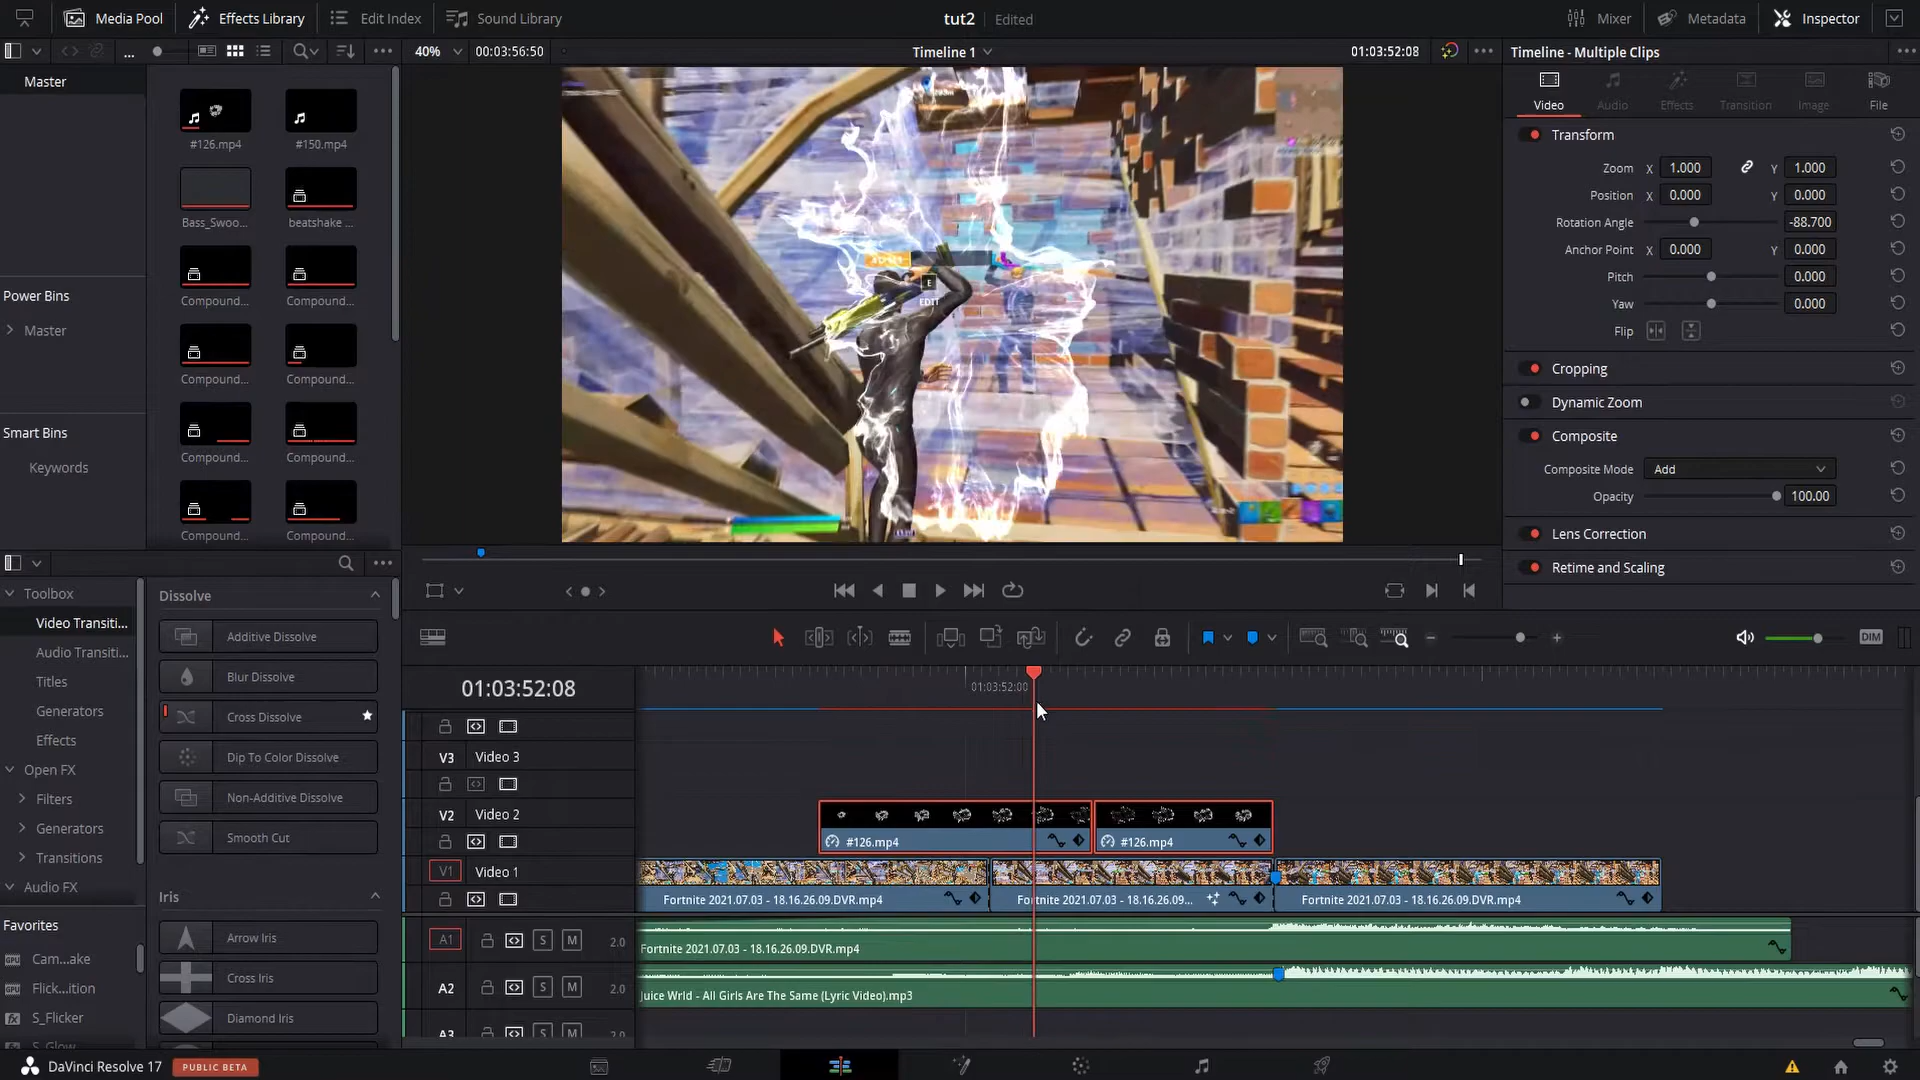 Media Pool
Effects Library
Edit Index
Sound Library
tut2
Edited
Mixer
Metadata
Inspector
...
40%
00:03:56:50
Timeline 1
01:03:52:08
Timeline - Multiple Clips
Master
#126.mp4
#150.mp4
Bass_Swoo...
beatshake ...
Compound...
Compound...
Compound...
Compound...
Compound...
Compound...
Compound...
Compound...
Power Bins
Master
Smart Bins
Keywords
E
EDIT
Video
Audio
Effects
Transition
Image
File
Transform
Zoom X 1.000 Y 1.000
Position X 0.000 Y 0.000
Rotation Angle -88.700
Anchor Point X 0.000 Y 0.000
Pitch 0.000
Yaw 0.000
Flip
Cropping
Dynamic Zoom
Composite
Composite Mode Add
Opacity 100.00
Lens Correction
Retime and Scaling
Toolbox
Video Transiti...
Audio Transiti...
Titles
Generators
Effects
Open FX
Filters
Generators
Transitions
Audio FX
Favorites
Cam...ake
Flick...ition
S_Flicker
S_Glow
Dissolve
Additive Dissolve
Blur Dissolve
Cross Dissolve
Dip To Color Dissolve
Non-Additive Dissolve
Smooth Cut
Iris
Arrow Iris
Cross Iris
Diamond Iris
DIM
01:03:52:08
01:03:52:00
V3 Video 3
V2 Video 2
#126.mp4
#126.mp4
V1 Video 1
Fortnite 2021.07.03 - 18.16.26.09.DVR.mp4
Fortnite 2021.07.03 - 18.16.26.09...
Fortnite 2021.07.03 - 18.16.26.09.DVR.mp4
A1 S M 2.0
Fortnite 2021.07.03 - 18.16.26.09.DVR.mp4
A2 S M 2.0
Juice Wrld - All Girls Are The Same (Lyric Video).mp3
A3 S M 2.0
DaVinci Resolve 17
PUBLIC BETA